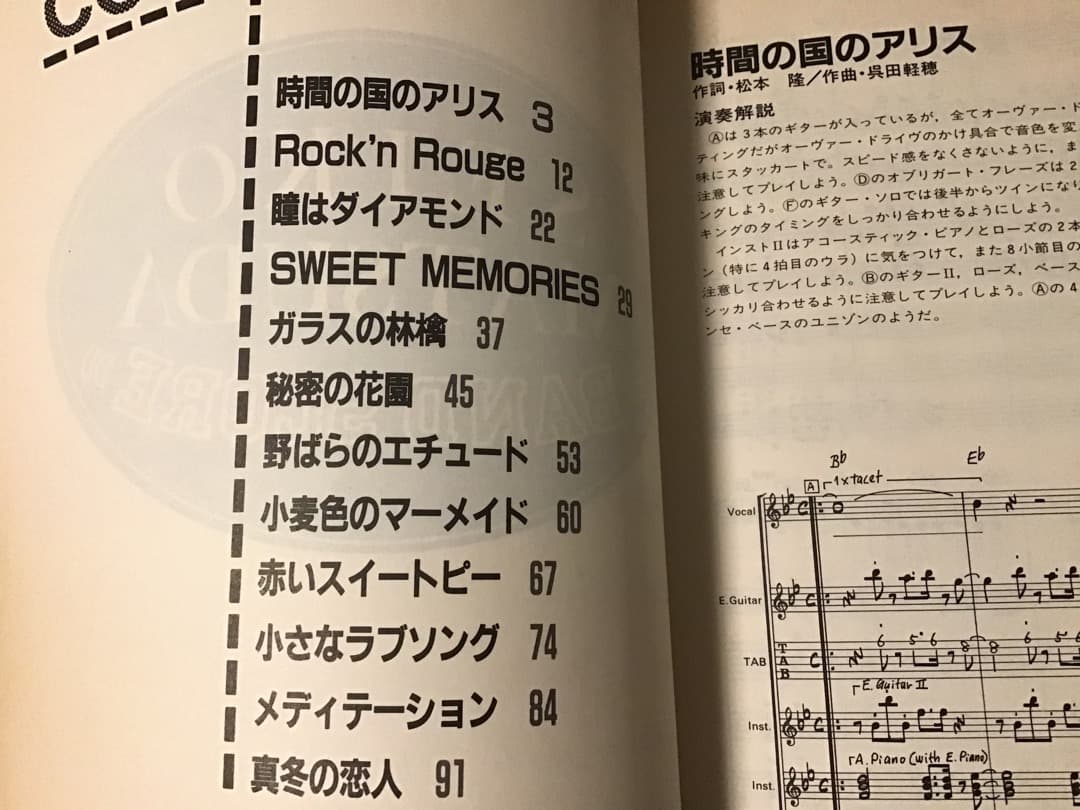 時間の国のアリス 3
Rock'n Rouge 12
瞳はダイアモンド 22
SWEET MEMORIES 29
ガラスの林檎 37
秘密の花園 45
野ばらのエチュード 53
小麦色のマーメイド 60
赤いスイートピー 67
小さなラブソング 74
メディテーション 84
真冬の恋人 91
時間の国のアリス
作詞・松本 隆／作曲・呉田軽穂
演奏解説
Ⓐは3本のギターが入っているが，全てオーヴァー・ド
ティングだがオーヴァー・ドライヴのかけ具合で音色を変
味にスタッカートで。スピード感をなくさないように，ま
注意してプレイしよう。Ⓓのオブリガート・フレーズは2
ングしよう。Ⓕのギター・ソロでは後半からツインになり
キングのタイミングをしっかり合わせるようにしよう。
インストⅡはアコースティック・ピアノとローズの2本
ン（特に4拍目のウラ）に気をつけて，また8小節目の
注意してプレイしよう。ⒷのギターⅡ，ローズ，ベース
シッカリ合わせるように注意してプレイしよう。Ⓐの4
ンセ・ベースのユニゾンのようだ。
B♭ E♭
A 1x tacet
Vocal
E.Guitar
6 5 6 8 8 6 5 6
TAB
TAB
E. Guitar II
Inst.
A. Piano (with E. Piano)
Inst.